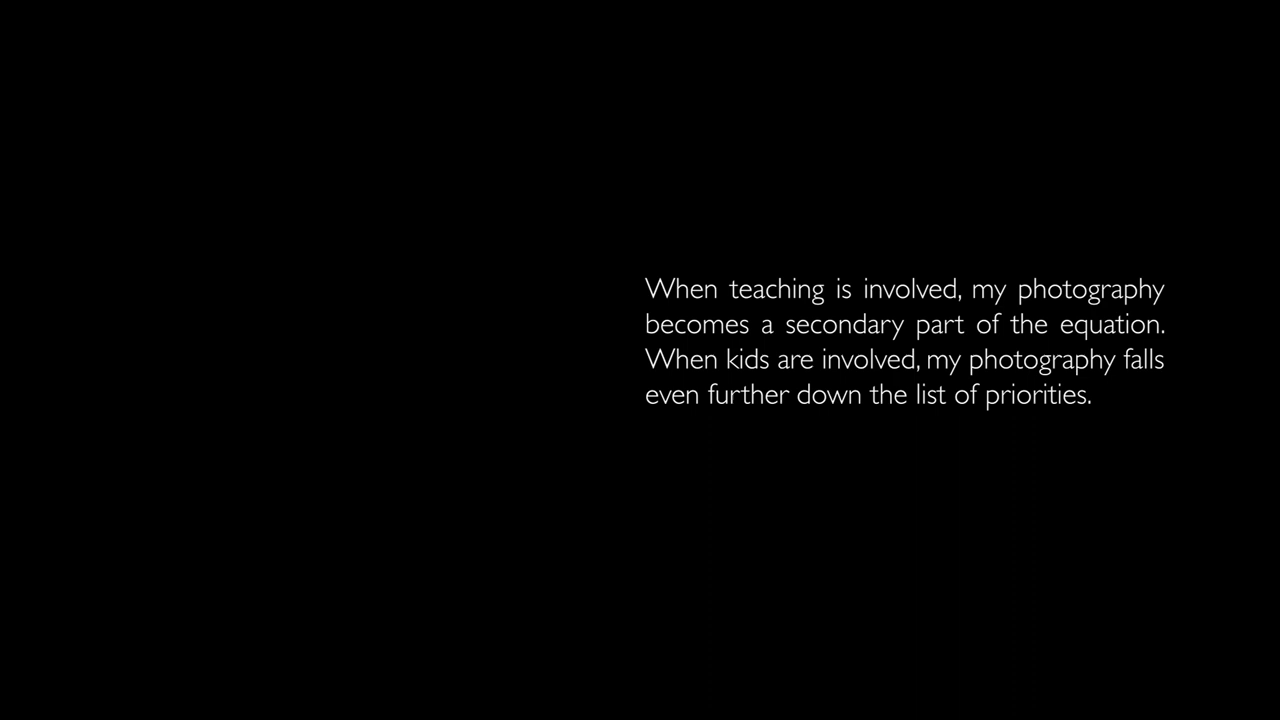 When teaching is involved, my photography
becomes a secondary part of the equation.
When kids are involved, my photography falls
even further down the list of priorities.